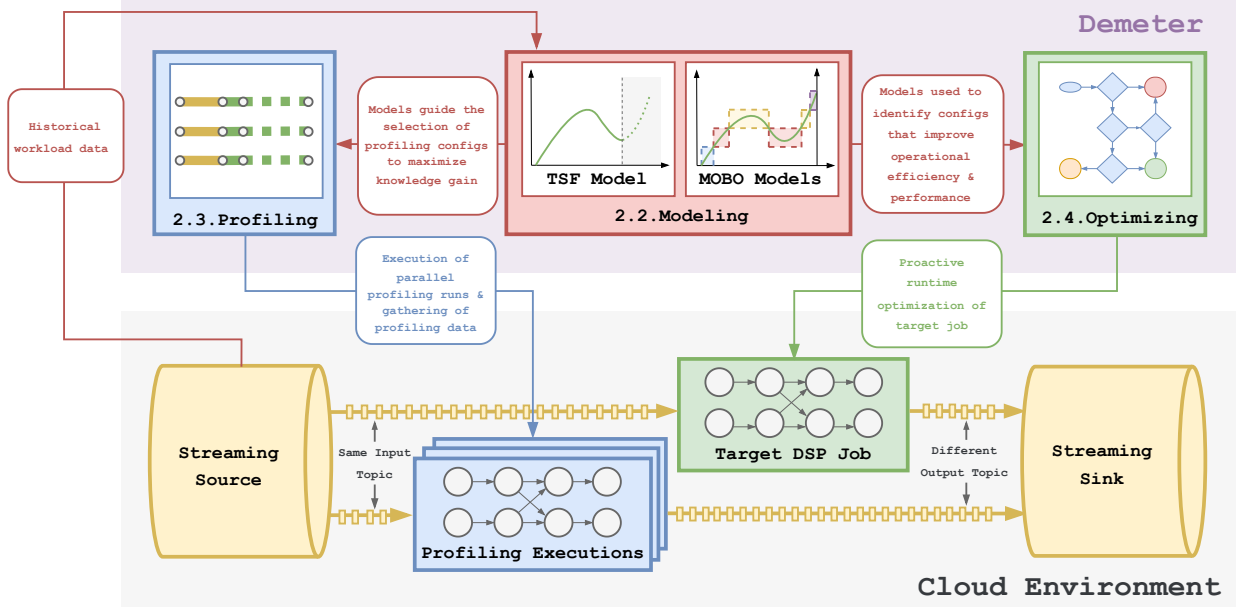 Demeter
Historical
workload data
Models guide the
selection of
profiling configs
to maximize
knowledge gain
TSF Model
MOBO Models
Models used to
identify configs
that improve
operational
efficiency &
performance
2.3.Profiling
2.2.Modeling
2.4.Optimizing
Execution of
parallel
profiling runs &
gathering of
profiling data
Proactive
runtime
optimization of
target job
Streaming
Source
Same Input
Topic
Target DSP Job
Profiling Executions
Different
Output Topic
Streaming
Sink
Cloud Environment